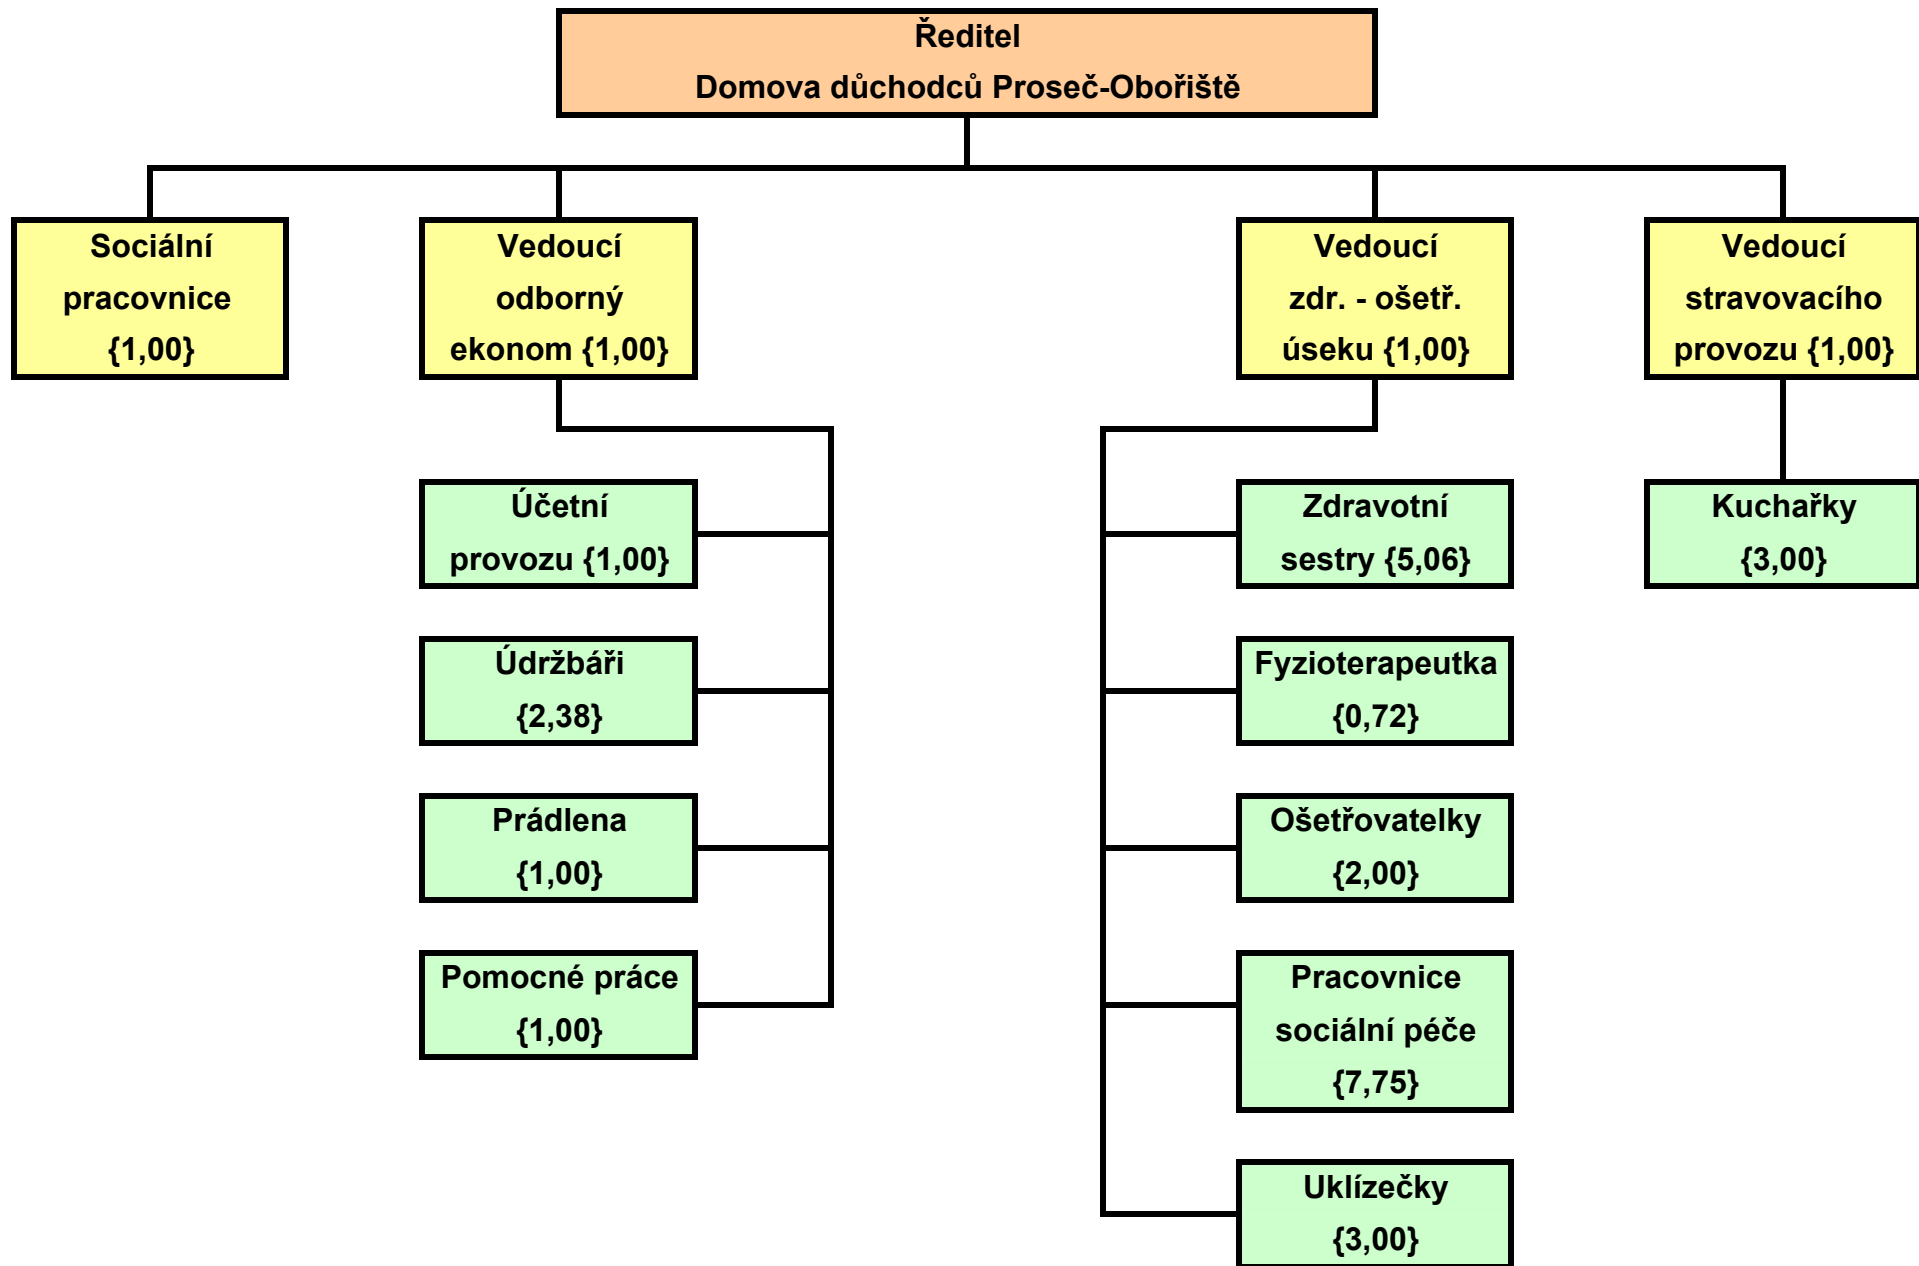 Ředitel
Domova důchodců Proseč-Obořiště
Sociální
pracovnice
{1,00}
Vedoucí
odborný
ekonom {1,00}
Vedoucí
zdr. - ošetř.
úseku {1,00}
Vedoucí
stravovacího
provozu {1,00}
Účetní
provozu {1,00}
Zdravotní
sestry {5,06}
Kuchařky
{3,00}
Údržbáři
{2,38}
Fyzioterapeutka
{0,72}
Prádlena
{1,00}
Ošetřovatelky
{2,00}
Pomocné práce
{1,00}
Pracovnice
sociální péče
{7,75}
Uklízečky
{3,00}